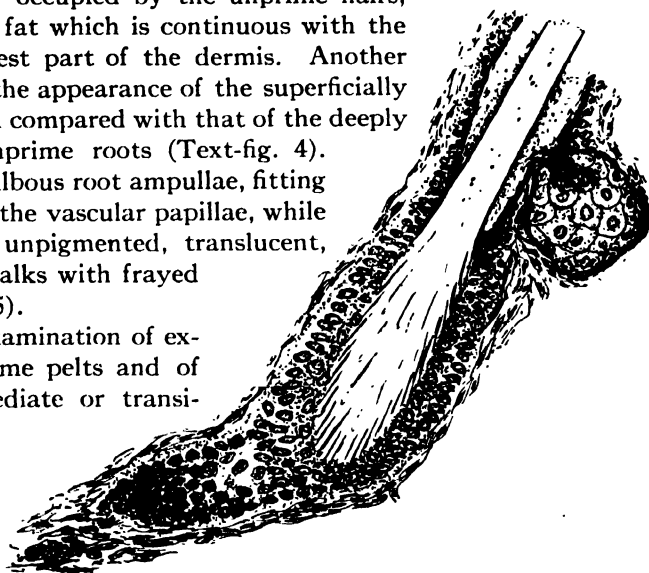 occupied by the unprime hairs,
fat which is continuous with the
est part of the dermis. Another
the appearance of the superficially
compared with that of the deeply
nprime roots (Text-fig. 4).
lbous root ampullae, fitting
the vascular papillae, while
unpigmented, translucent,
alks with frayed
5).
amination of ex-
me pelts and of
ediate or transi-